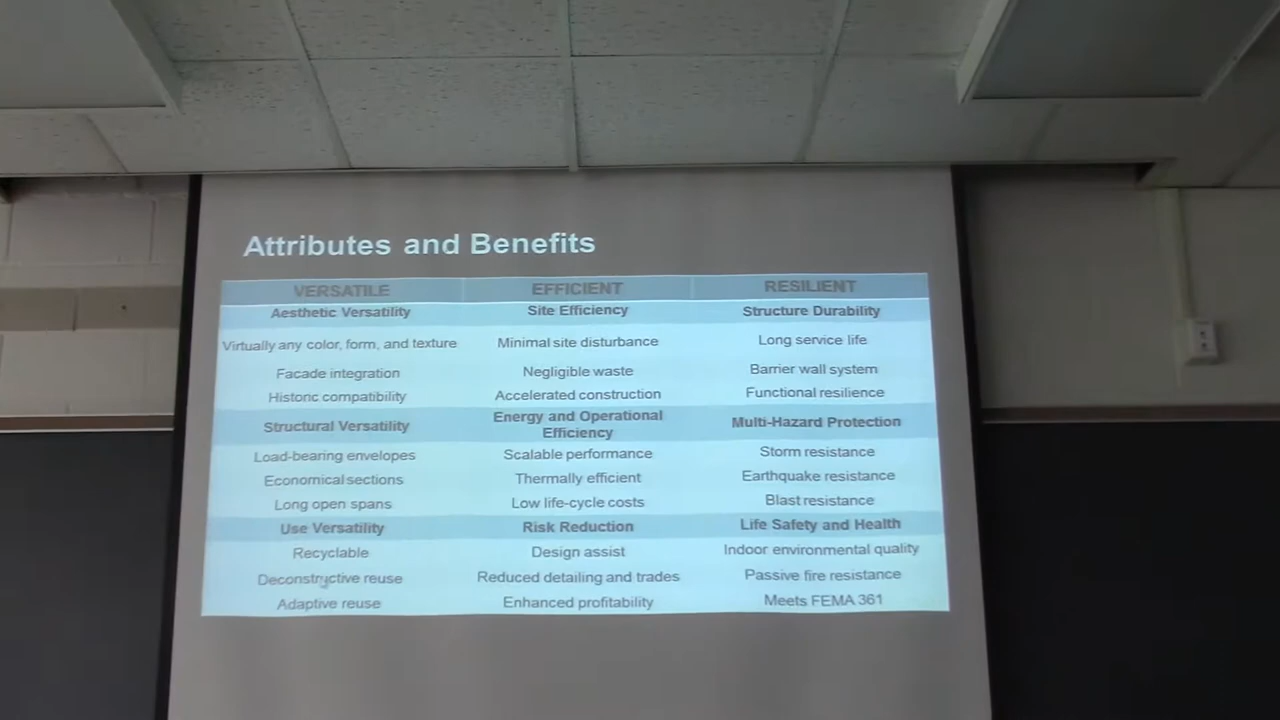 Attributes and Benefits
VERSATILE EFFICIENT RESILIENT
Aesthetic Versatility Site Efficiency Structure Durability
Virtually any color, form, and texture Minimal site disturbance Long service life
Facade integration Negligible waste Barrier wall system
Historic compatibility Accelerated construction Functional resilience
Structural Versatility Energy and Operational Efficiency Multi-Hazard Protection
Load-bearing envelopes Scalable performance Storm resistance
Economical sections Thermally efficient Earthquake resistance
Long open spans Low life-cycle costs Blast resistance
Use Versatility Risk Reduction Life Safety and Health
Recyclable Design assist Indoor environmental quality
Deconstructive reuse Reduced detailing and trades Passive fire resistance
Adaptive reuse Enhanced profitability Meets FEMA 361